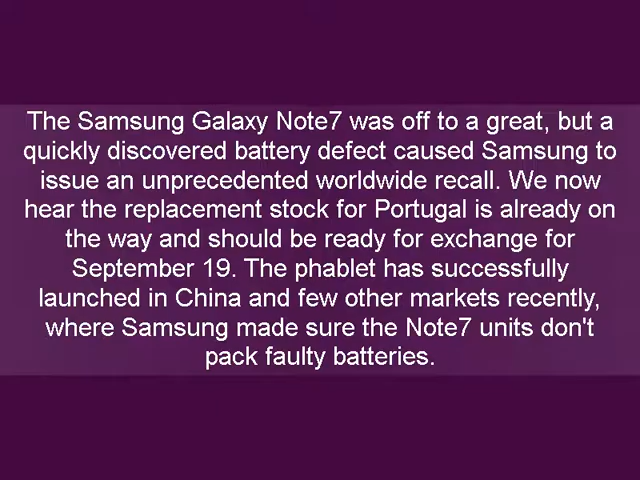 The Samsung Galaxy Note7 was off to a great, but a
quickly discovered battery defect caused Samsung to
issue an unprecedented worldwide recall. We now
hear the replacement stock for Portugal is already on
the way and should be ready for exchange for
September 19. The phablet has successfully
launched in China and few other markets recently,
where Samsung made sure the Note7 units don't
pack faulty batteries.